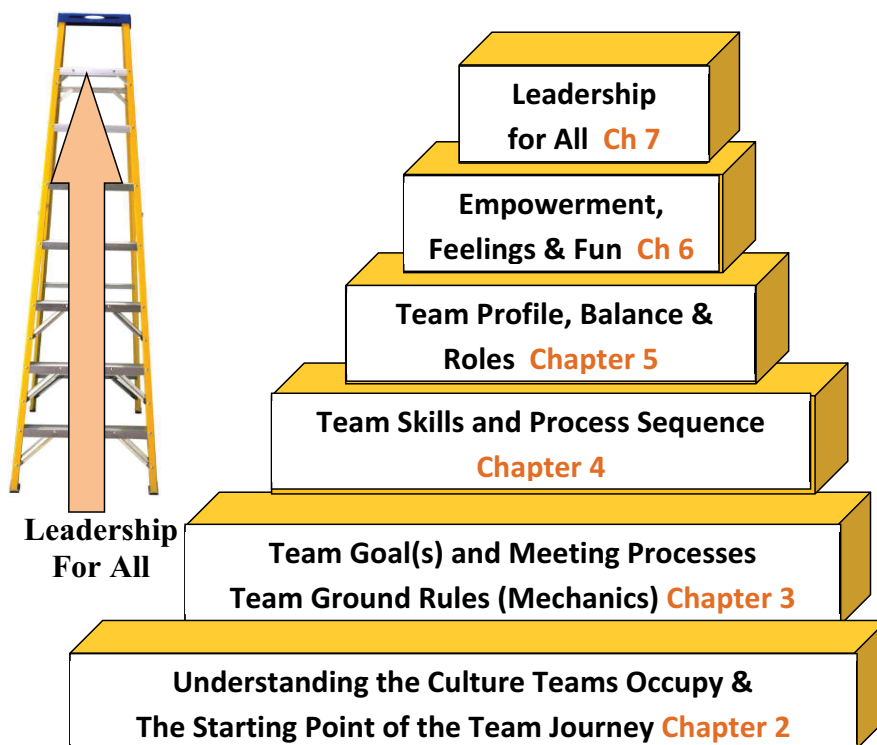 Leadership
for All Ch 7
Empowerment,
Feelings & Fun Ch 6
Team Profile, Balance &
Roles Chapter 5
Team Skills and Process Sequence
Chapter 4
Team Goal(s) and Meeting Processes
Team Ground Rules (Mechanics) Chapter 3
Understanding the Culture Teams Occupy &
The Starting Point of the Team Journey Chapter 2
Leadership
For All